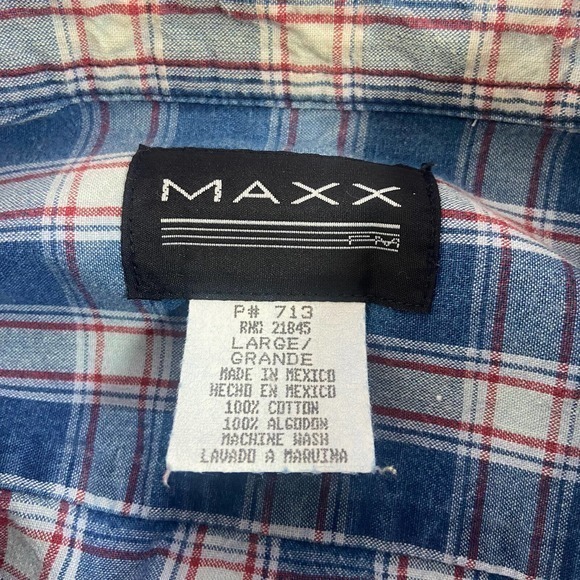 MAXX
P# 713
RN# 21845
LARGE/
GRANDE
MADE IN MEXICO
HECHO EN MEXICO
100% COTTON
100% ALGODON
MACHINE WASH
LAVADO A MAQUINA